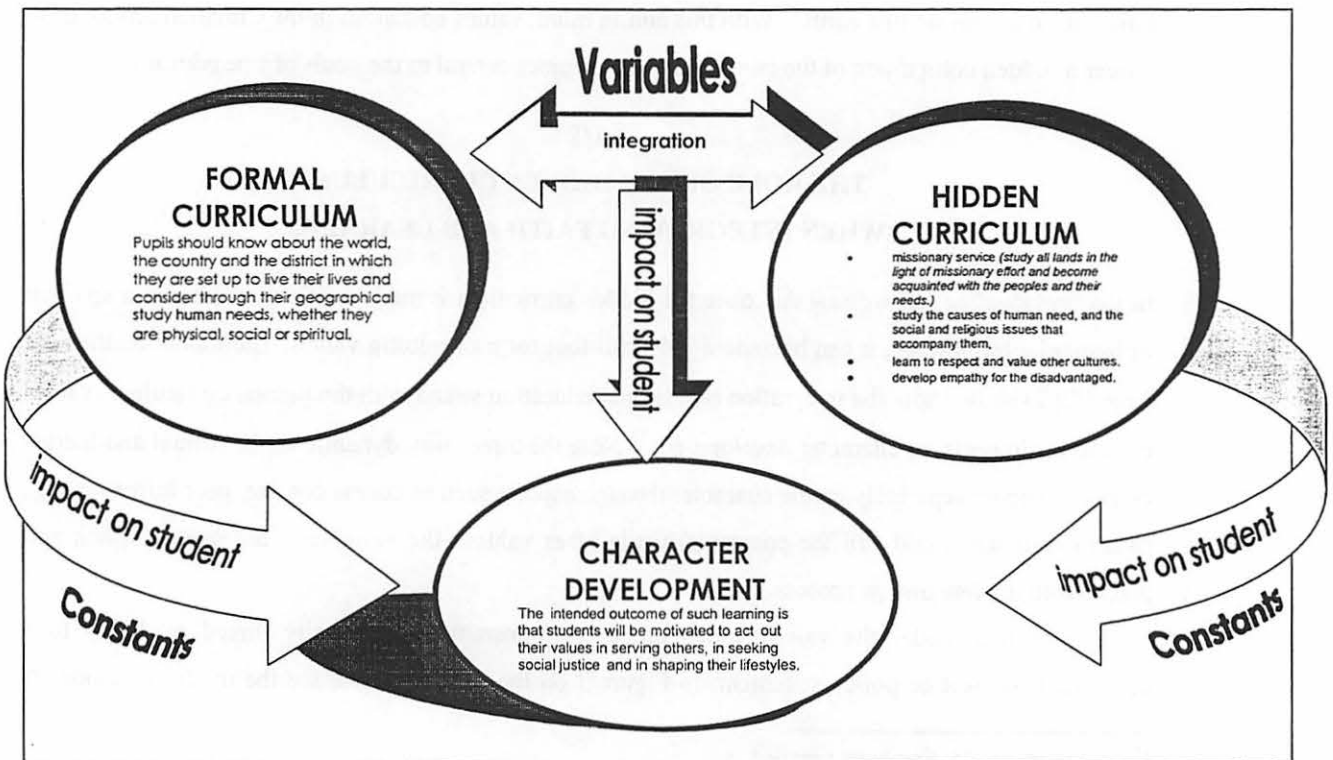 Variables
integration
FORMAL
CURRICULUM
Pupils should know about the world,
the country and the district in which
they are set up to live their lives and
consider through their geographical
study human needs, whether they
are physical, social or spiritual.
impact on student
HIDDEN
CURRICULUM
• missionary service (study all lands in the
light of missionary effort and become
acquainted with the peoples and their
needs.)
• study the causes of human need, and the
social and religious issues that
accompany them,
• learn to respect and value other cultures.
• develop empathy for the disadvantaged.
impact on student
Constants
CHARACTER
DEVELOPMENT
The intended outcome of such learning is
that students will be motivated to act out
their values in serving others, in seeking
social justice and in shaping their lifestyles.
impact on student
Constants